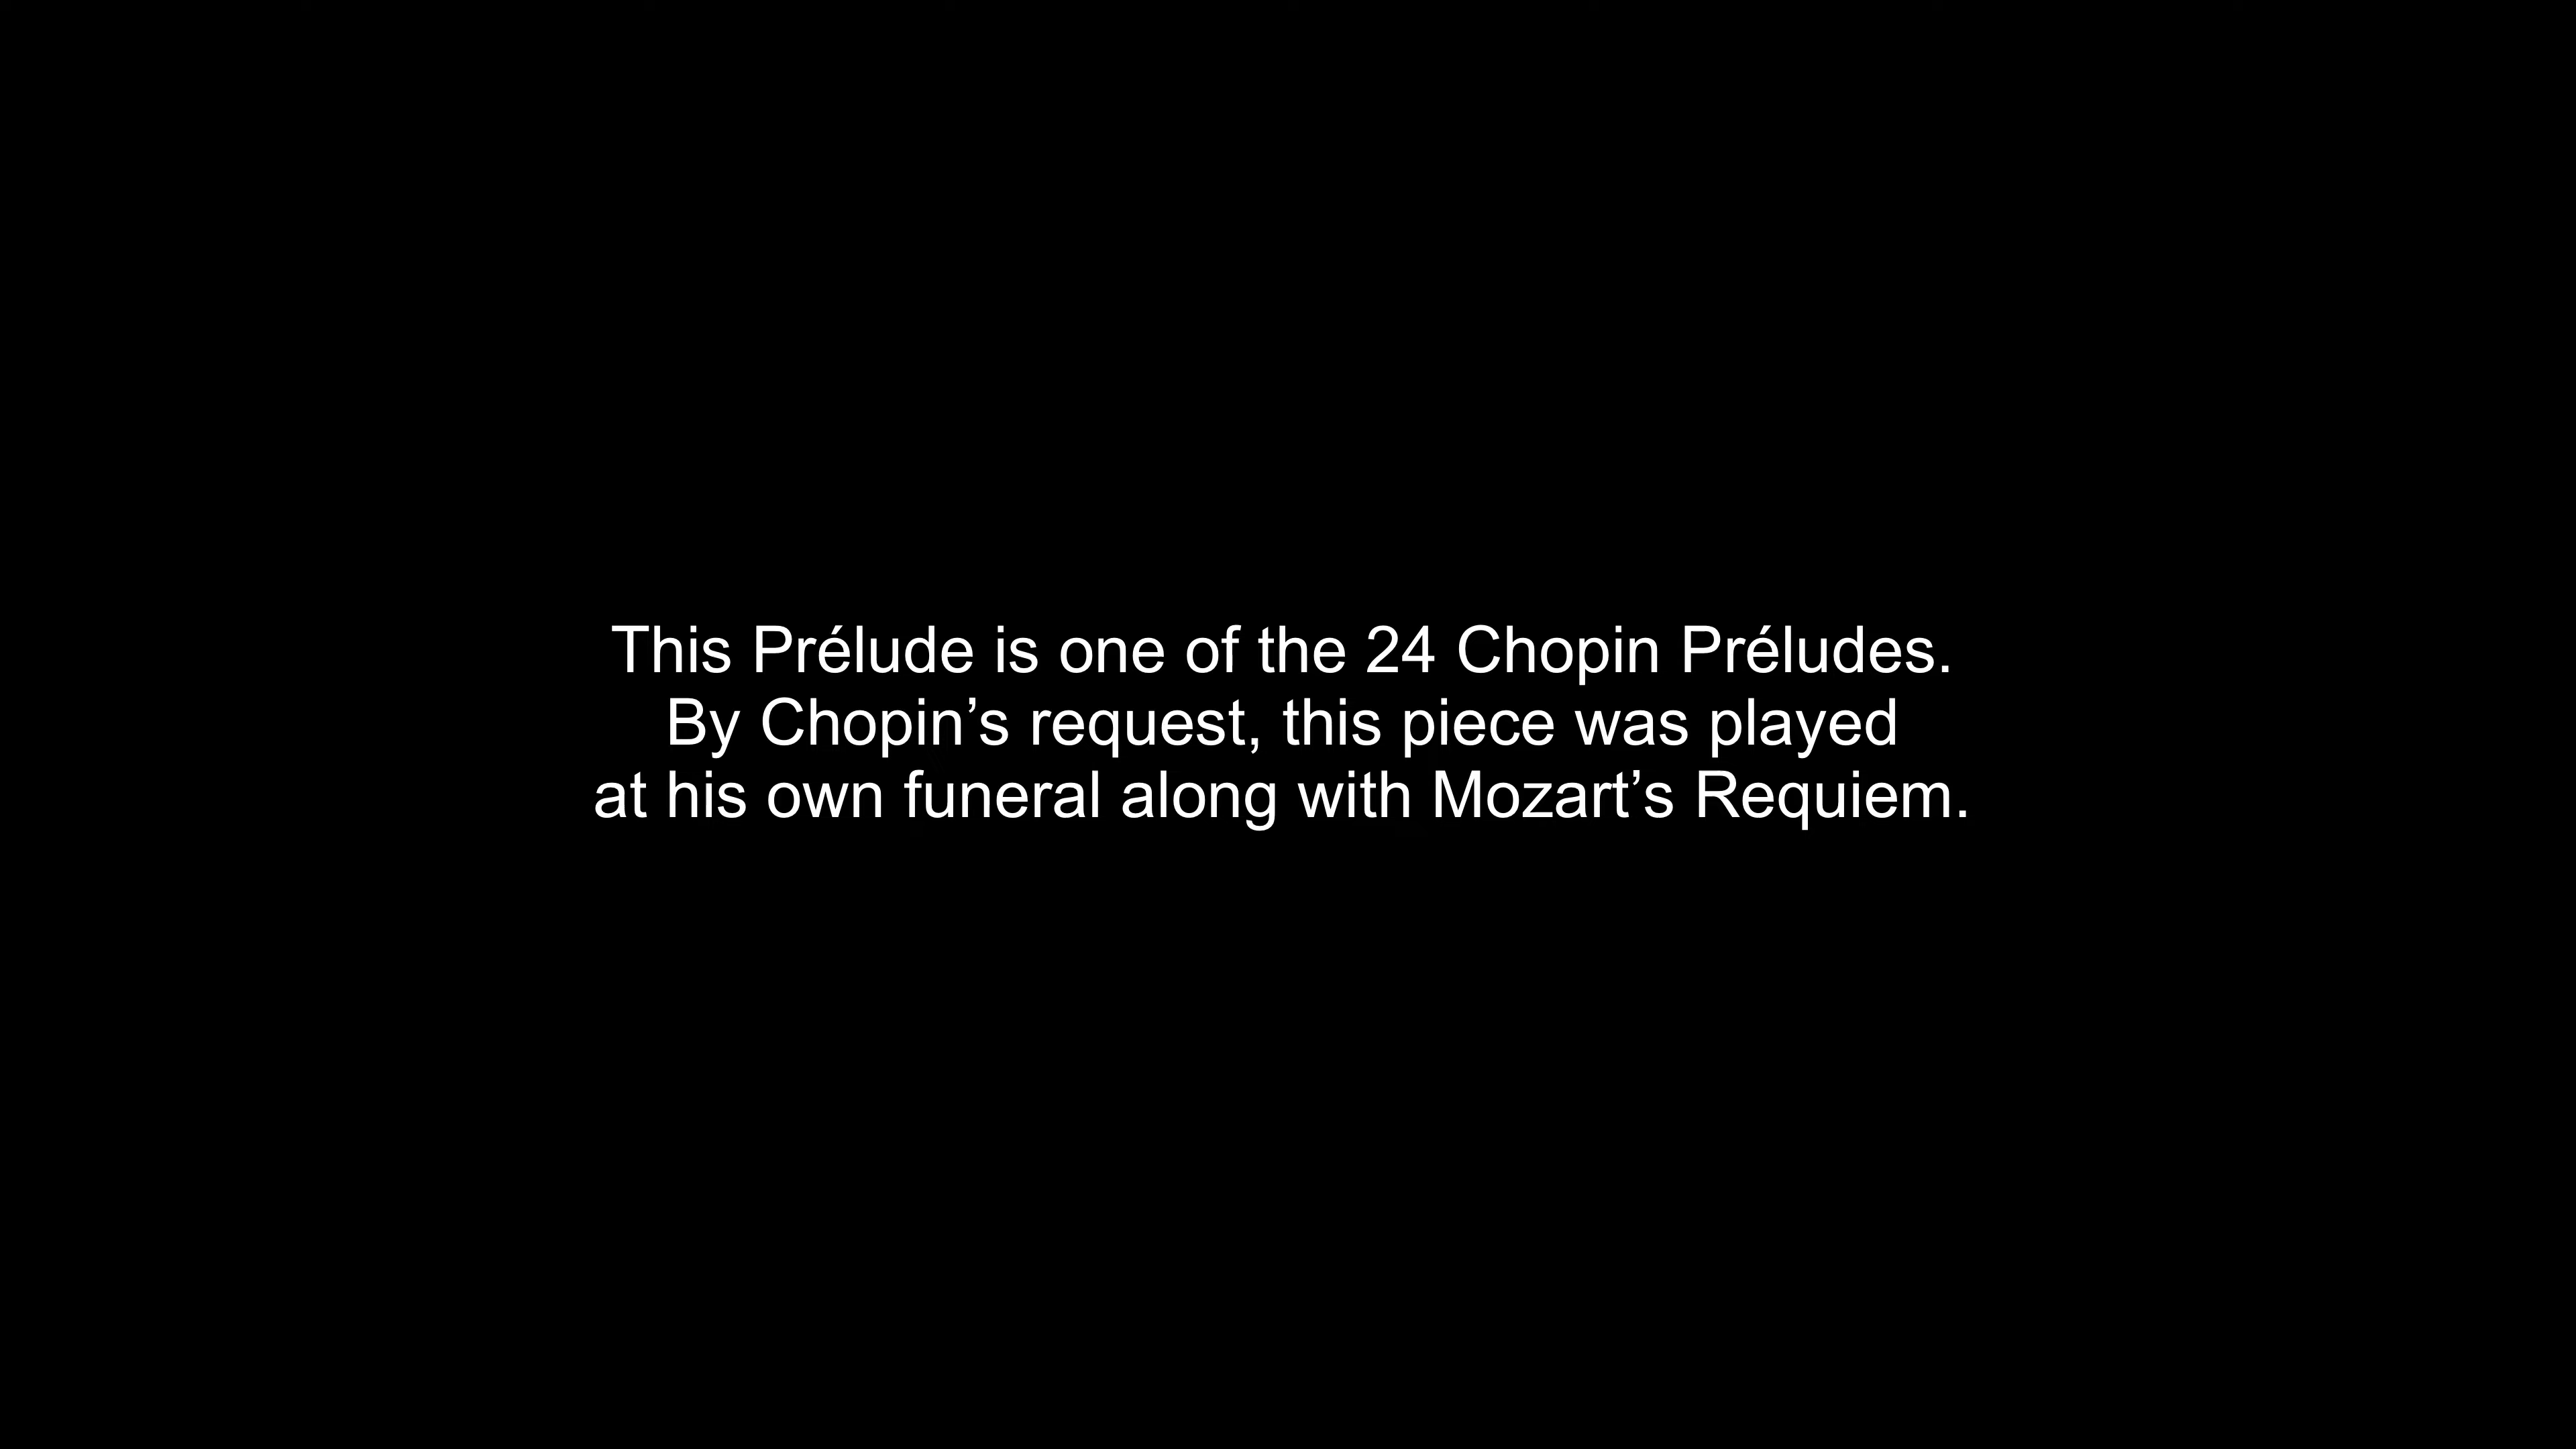 This Prélude is one of the 24 Chopin Préludes.
By Chopin’s request, this piece was played
at his own funeral along with Mozart’s Requiem.